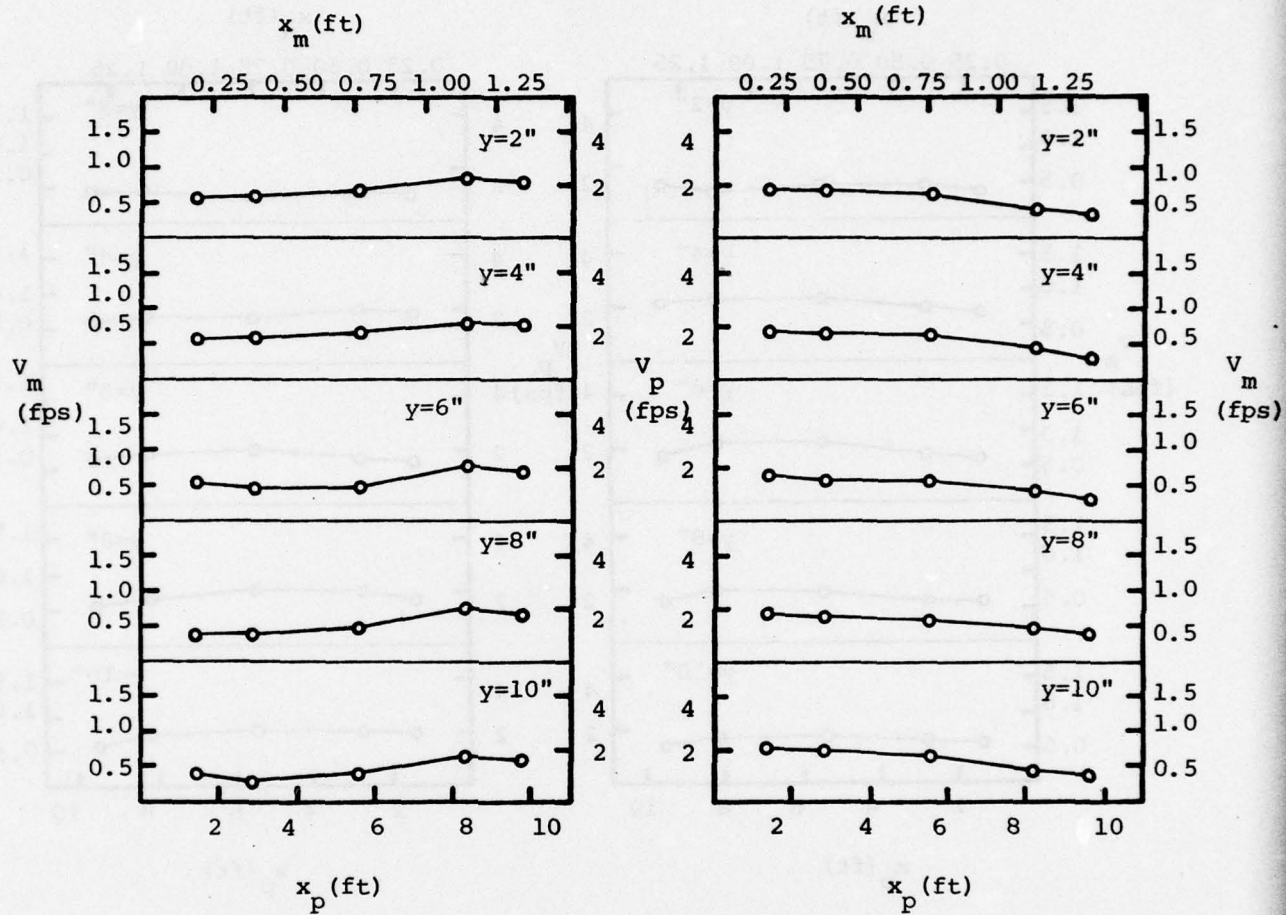 x_m(ft) x_m(ft)
0.25 0.50 0.75 1.00 1.25 0.25 0.50 0.75 1.00 1.25
1.5 y=2" 4 4 y=2" 1.5
1.0 1.0
0.5 2 2 0.5
1.5 y=4" 4 4 y=4" 1.5
1.0 1.0
0.5 2 2 0.5
V_m V_p V_m
(fps) y=6" (fps) y=6" (fps)
1.5 4 4 1.5
1.0 1.0
0.5 2 2 0.5
1.5 y=8" 4 4 y=8" 1.5
1.0 1.0
0.5 2 2 0.5
1.5 y=10" 4 4 y=10" 1.5
1.0 1.0
0.5 2 2 0.5
2 4 6 8 10 2 4 6 8 10
x_p(ft) x_p(ft)